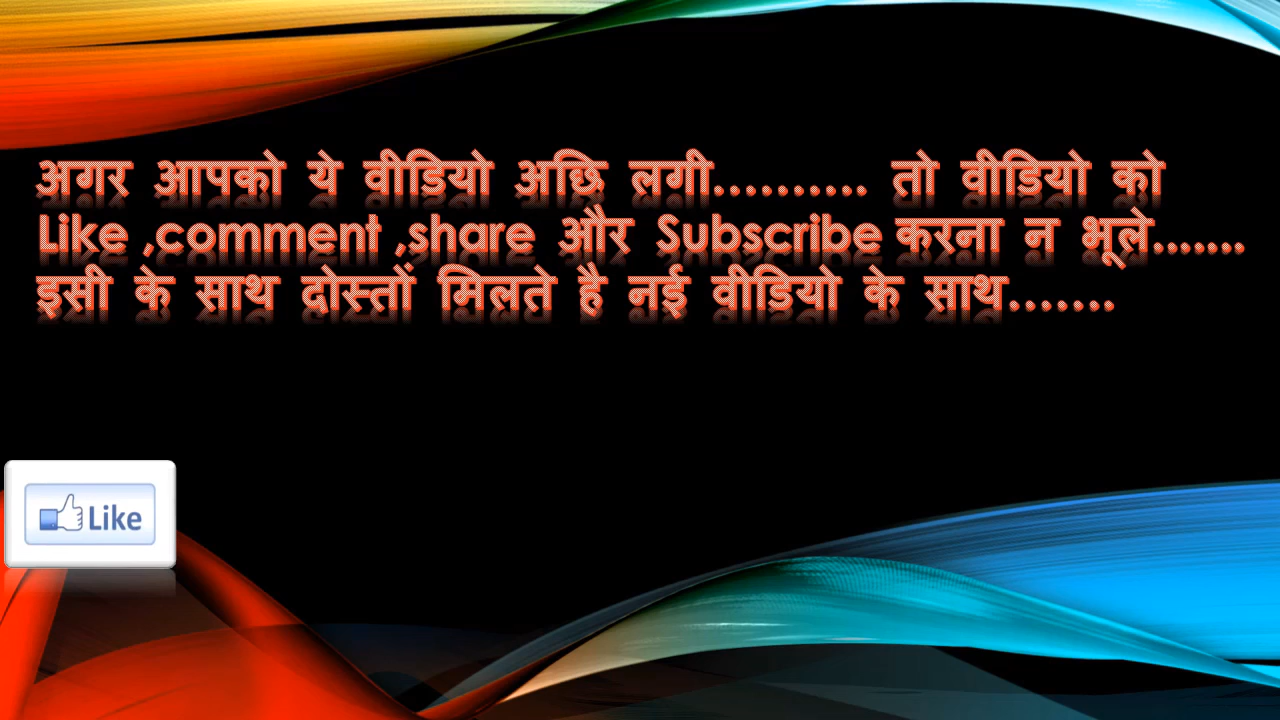 अगर आपको ये वीडियो अछि लगी.......... तो वीडियो को
Like ,comment ,share और Subscribe करना न भूले.......
इसी के साथ दोस्तों मिलते है नई वीडियो के साथ.......
Like